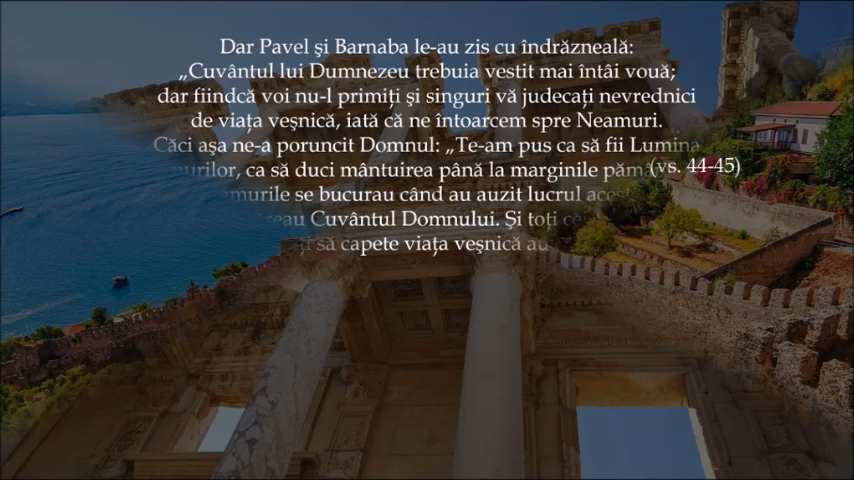 Dar Pavel şi Barnaba le-au zis cu îndrăzneală:
„Cuvântul lui Dumnezeu trebuia vestit mai întâi vouă;
dar fiindcă voi nu-l primiţi şi singuri vă judecaţi nevrednici
de viaţa veşnică, iată că ne întoarcem spre Neamuri.
Căci aşa ne-a poruncit Domnul: „Te-am pus ca să fii Lumina
ca să duci mântuirea până la marginile
(vs. 44-45)
se bucurau când au auzit lucrul
Cuvântul Domnului. Şi toţi
să capete viaţa veşnică au